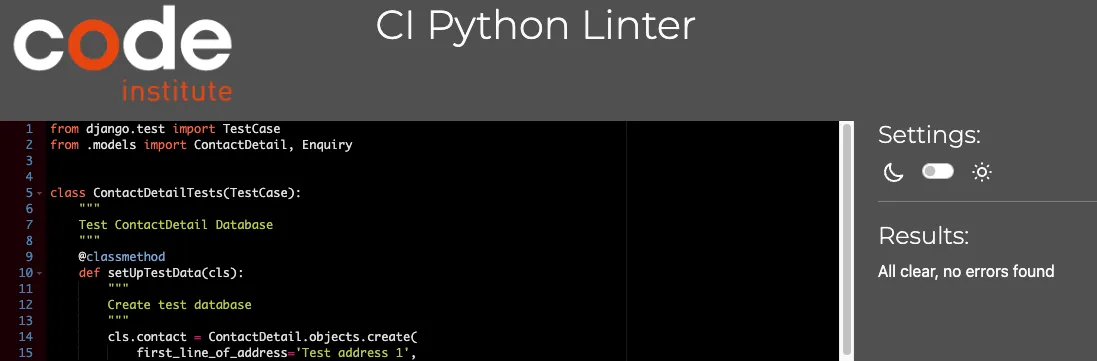 code
institute
CI Python Linter
1 from django.test import TestCase
2 from .models import ContactDetail, Enquiry
3
4
5 class ContactDetailTests(TestCase):
6     """
7     Test ContactDetail Database
8     """
9     @classmethod
10     def setUpTestData(cls):
11         """
12         Create test database
13         """
14         cls.contact = ContactDetail.objects.create(
15             first_line_of_address='Test address 1',
Settings:
Results:
All clear, no errors found